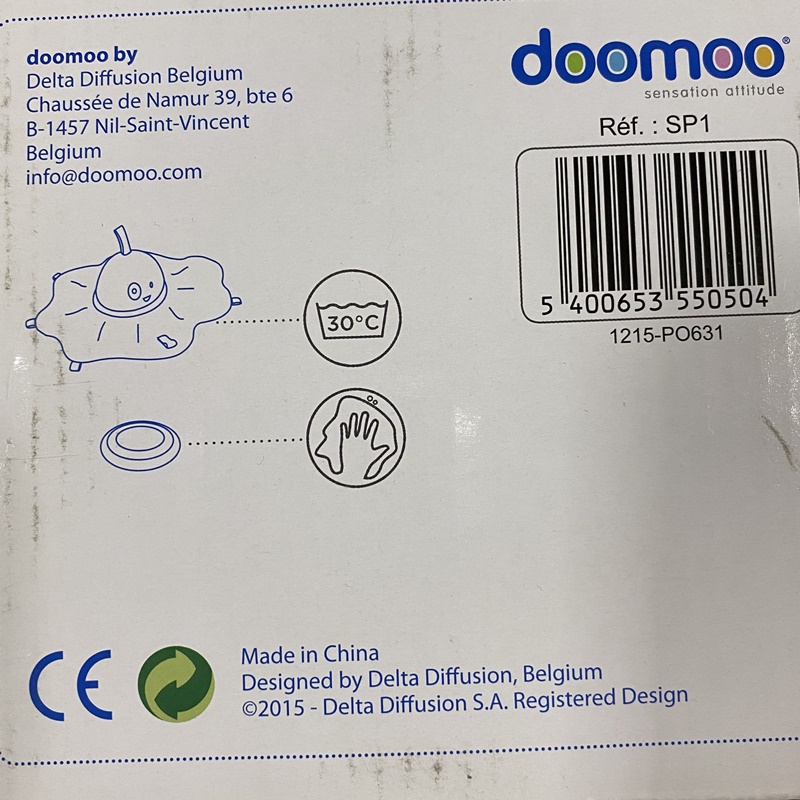 doomoo by
Delta Diffusion Belgium
Chaussée de Namur 39, bte 6
B-1457 Nil-Saint-Vincent
Belgium
info@doomoo.com
doomoo®
sensation attitude
Réf. : SP1
5 400653 550504
1215-PO631
30°C
CE
Made in China
Designed by Delta Diffusion, Belgium
©2015 - Delta Diffusion S.A. Registered Design